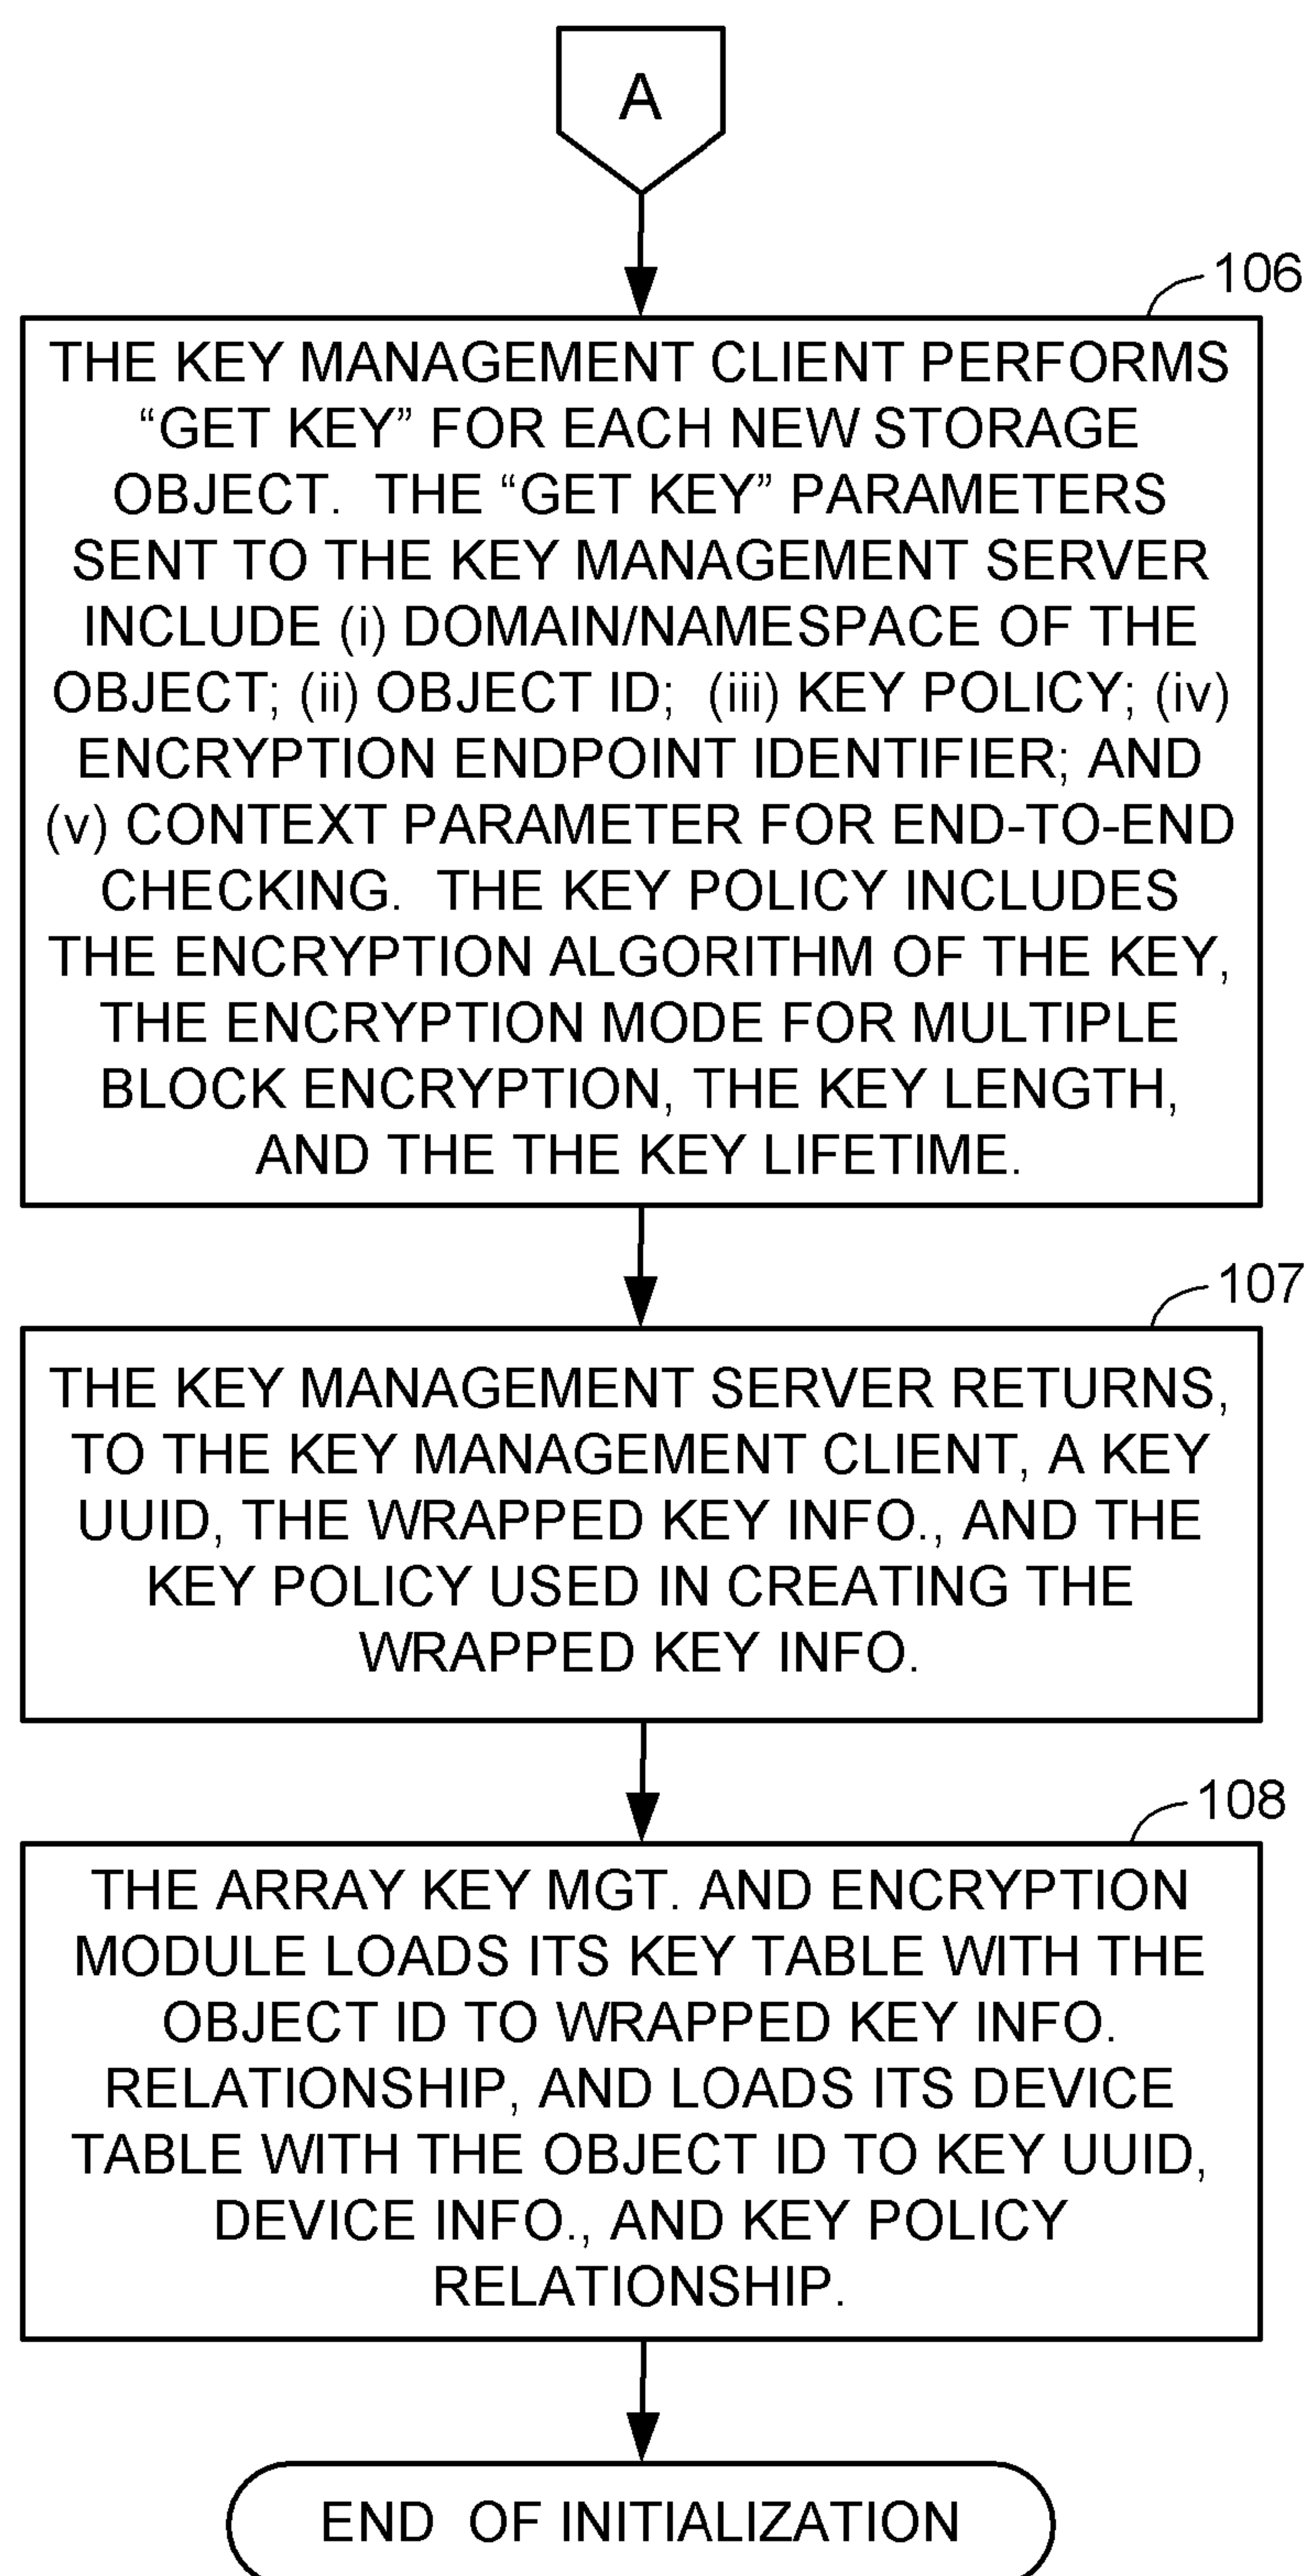 A
106
THE KEY MANAGEMENT CLIENT PERFORMS
“GET KEY” FOR EACH NEW STORAGE
OBJECT. THE “GET KEY” PARAMETERS
SENT TO THE KEY MANAGEMENT SERVER
INCLUDE (i) DOMAIN/NAMESPACE OF THE
OBJECT; (ii) OBJECT ID; (iii) KEY POLICY; (iv)
ENCRYPTION ENDPOINT IDENTIFIER; AND
(v) CONTEXT PARAMETER FOR END-TO-END
CHECKING. THE KEY POLICY INCLUDES
THE ENCRYPTION ALGORITHM OF THE KEY,
THE ENCRYPTION MODE FOR MULTIPLE
BLOCK ENCRYPTION, THE KEY LENGTH,
AND THE THE KEY LIFETIME.
107
THE KEY MANAGEMENT SERVER RETURNS,
TO THE KEY MANAGEMENT CLIENT, A KEY
UUID, THE WRAPPED KEY INFO., AND THE
KEY POLICY USED IN CREATING THE
WRAPPED KEY INFO.
108
THE ARRAY KEY MGT. AND ENCRYPTION
MODULE LOADS ITS KEY TABLE WITH THE
OBJECT ID TO WRAPPED KEY INFO.
RELATIONSHIP, AND LOADS ITS DEVICE
TABLE WITH THE OBJECT ID TO KEY UUID,
DEVICE INFO., AND KEY POLICY
RELATIONSHIP.
END OF INITIALIZATION